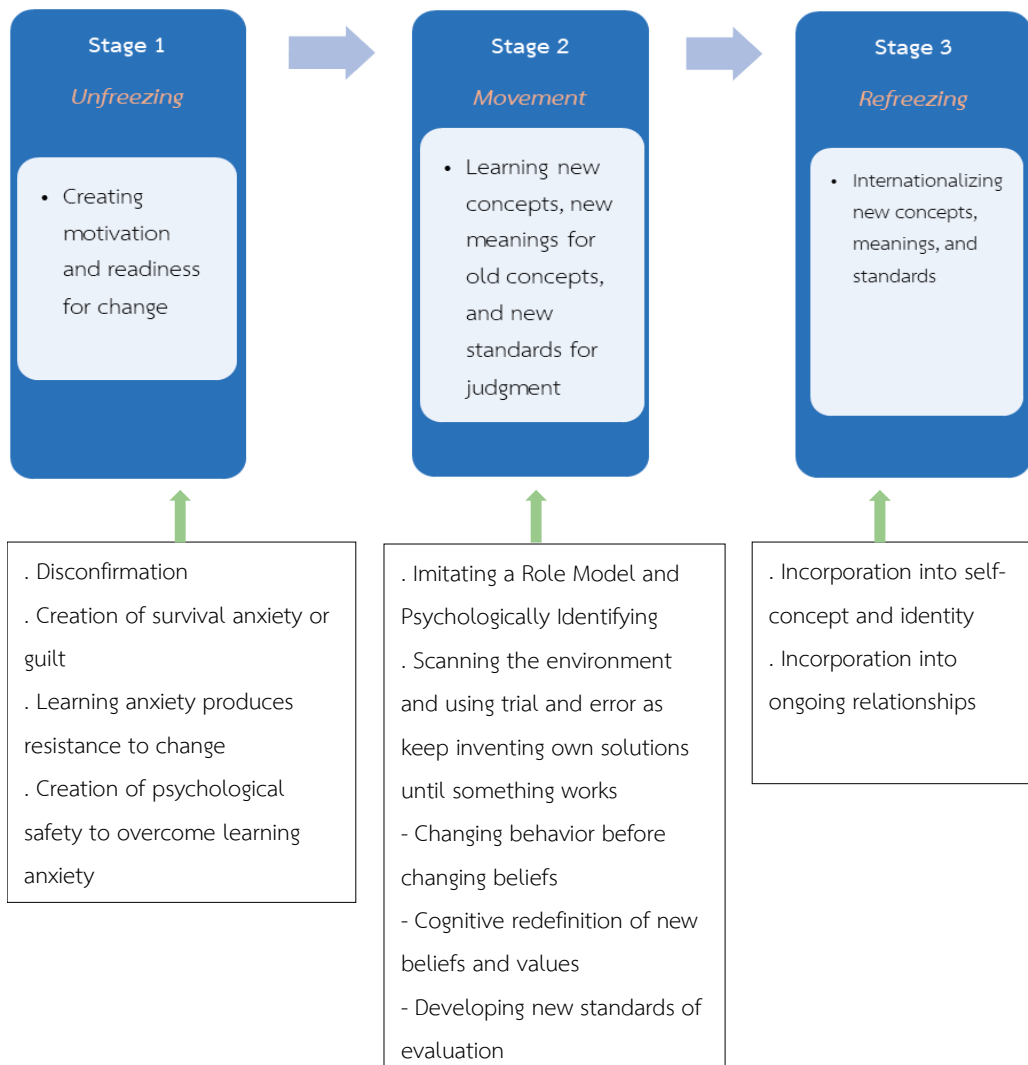 Stage 1
Unfreezing
• Creating
motivation
and readiness
for change
Stage 2
Movement
• Learning new
concepts, new
meanings for
old concepts,
and new
standards for
judgment
Stage 3
Refreezing
• Internationalizing
new concepts,
meanings, and
standards
. Disconfirmation
. Creation of survival anxiety or
guilt
. Learning anxiety produces
resistance to change
. Creation of psychological
safety to overcome learning
anxiety
. Imitating a Role Model and
Psychologically Identifying
. Scanning the environment
and using trial and error as
keep inventing own solutions
until something works
- Changing behavior before
changing beliefs
- Cognitive redefinition of new
beliefs and values
- Developing new standards of
evaluation
. Incorporation into self-
concept and identity
. Incorporation into
ongoing relationships